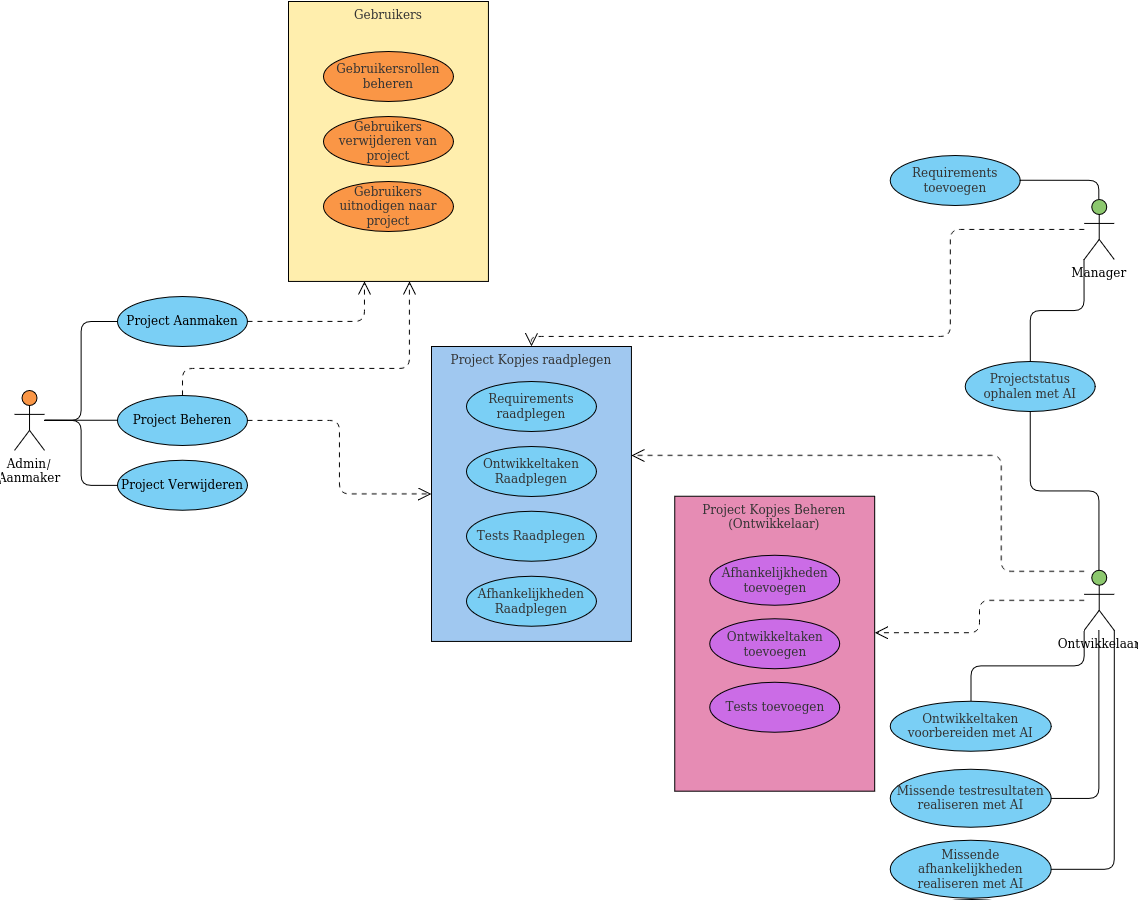 Gebruikers
Gebruikersrollen
beheren
Gebruikers
verwijderen van
project
Gebruikers
uitnodigen naar
project
Requirements
toevoegen
Manager
Project Aanmaken
Project Beheren
Project Verwijderen
Admin/
Aanmaker
Project Kopjes raadplegen
Requirements
raadplegen
Ontwikkeltaken
Raadplegen
Tests Raadplegen
Afhankelijkheden
Raadplegen
Projectstatus
ophalen met AI
Project Kopjes Beheren
(Ontwikkelaar)
Afhankelijkheden
toevoegen
Ontwikkeltaken
toevoegen
Tests toevoegen
Ontwikkelaar
Ontwikkeltaken
voorbereiden met AI
Missende testresultaten
realiseren met AI
Missende
afhankelijkheden
realiseren met AI